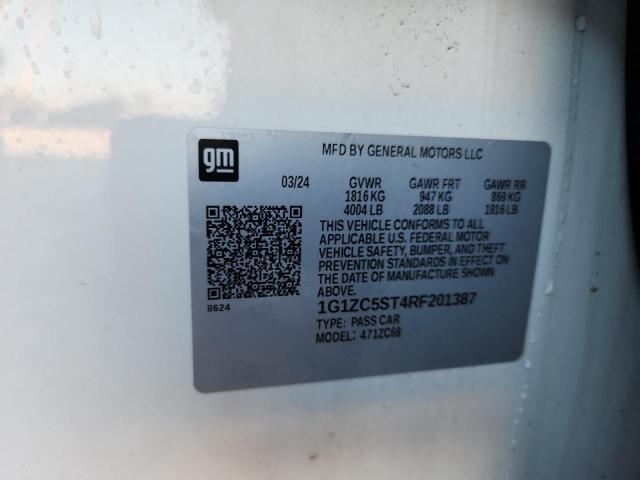 gm
MFD BY GENERAL MOTORS LLC
03/24 GVWR GAWR FRT GAWR RR
1816 KG 947 KG 869 KG
4004 LB 2088 LB 1916 LB
THIS VEHICLE CONFORMS TO ALL
APPLICABLE U.S. FEDERAL MOTOR
VEHICLE SAFETY, BUMPER, AND THEFT
PREVENTION STANDARDS IN EFFECT ON
THE DATE OF MANUFACTURE SHOWN
ABOVE.
8624
1G1ZC5ST4RF201387
TYPE: PASS CAR
MODEL: 471ZC69